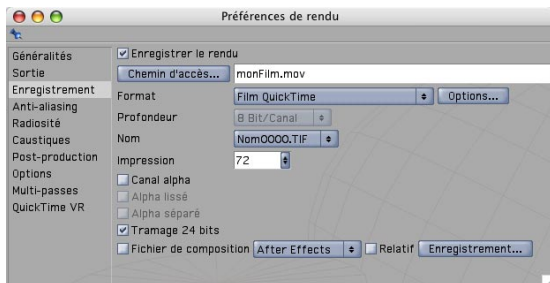 Préférences de rendu
Généralités
Sortie
Enregistrement
Anti-aliasing
Radiosité
Caustiques
Post-production
Options
Multi-passes
QuickTime VR
Enregistrer le rendu
Chemin d'accès... monFilm.mov
Format Film QuickTime Options...
Profondeur 8 Bit/Canal
Nom Nom0000.TIF
Impression 72
Canal alpha
Alpha lissé
Alpha séparé
Tramage 24 bits
Fichier de composition After Effects Relatif Enregistrement...